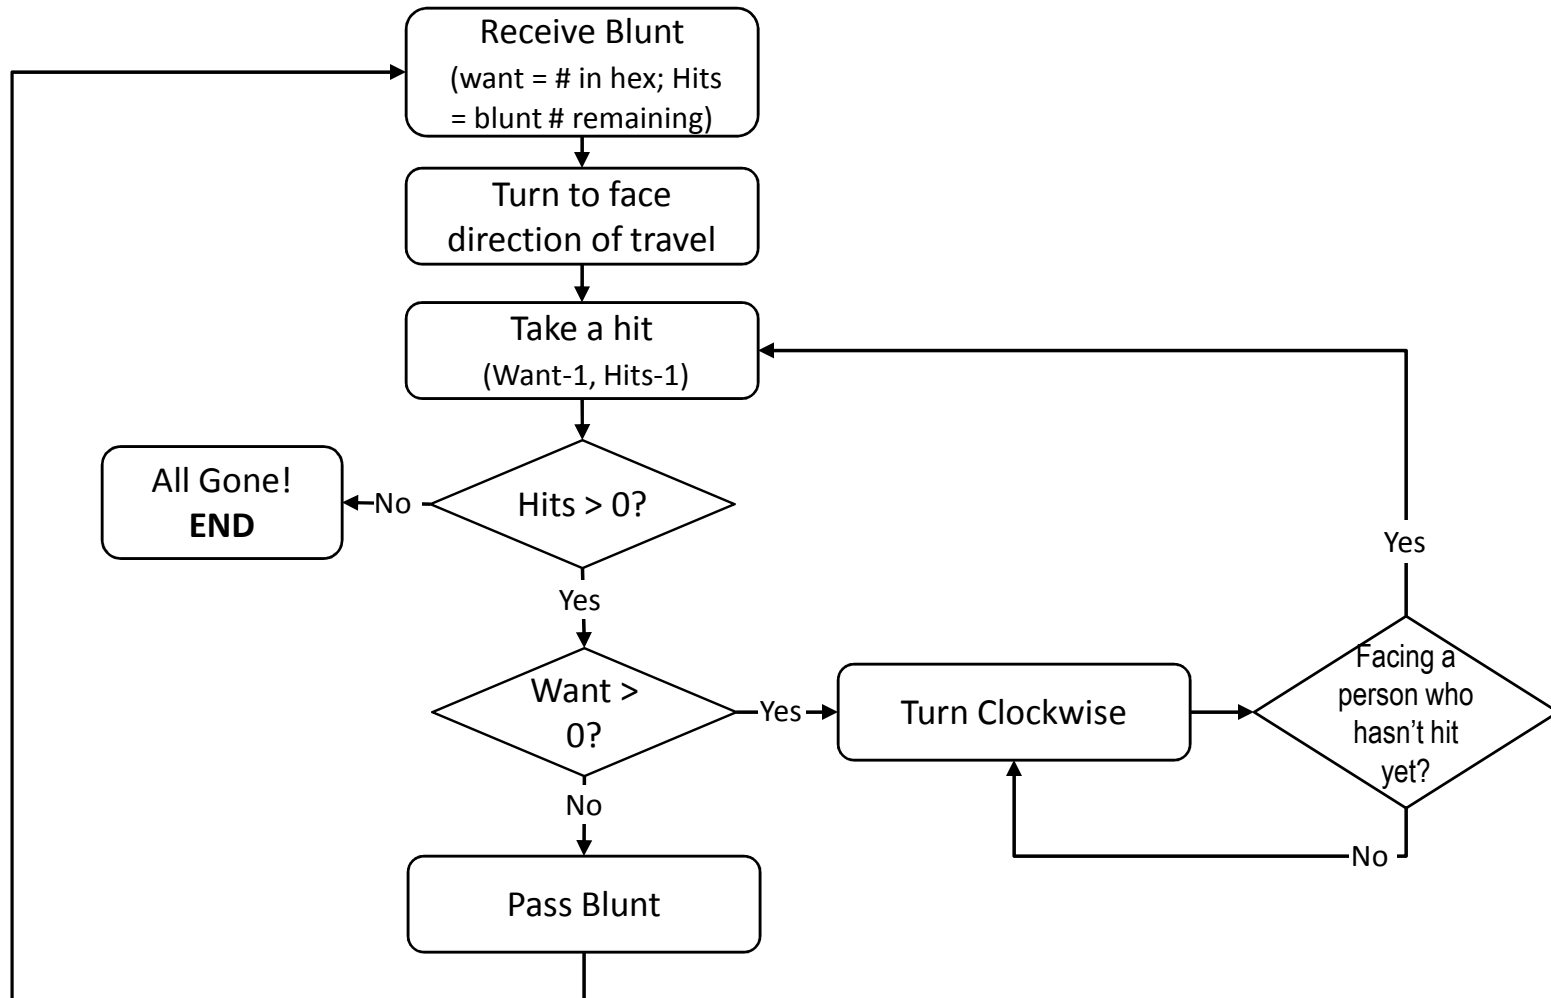 Receive Blunt
(want = # in hex; Hits
= blunt # remaining)
Turn to face
direction of travel
Take a hit
(Want-1, Hits-1)
All Gone!
END
No
Hits > 0?
Yes
Yes
Want >
0?
Yes
Turn Clockwise
Facing a
person who
hasn’t hit
yet?
No
No
Pass Blunt